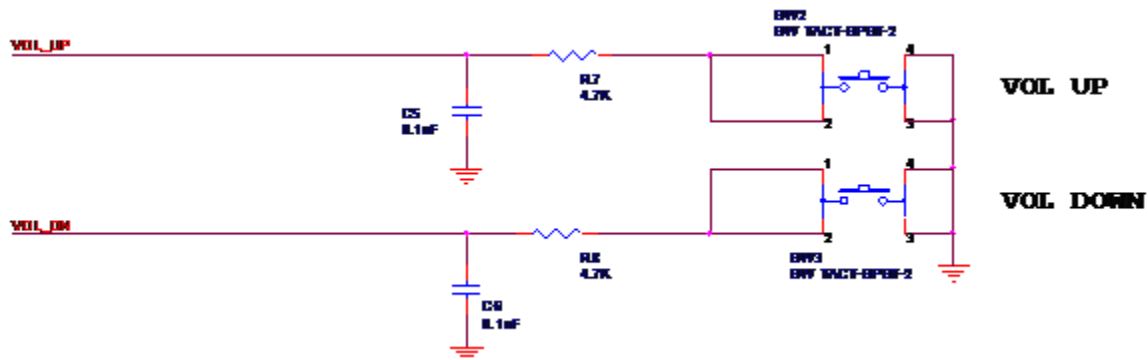 SW2
SW TACT-SPST-2
VOL_UP
1
4
R7
4.7K
VOL UP
C5
0.1uF
2
3
1
4
VOL DOWN
VOL_DN
2
3
R8
4.7K
SW3
SW TACT-SPST-2
C6
0.1uF